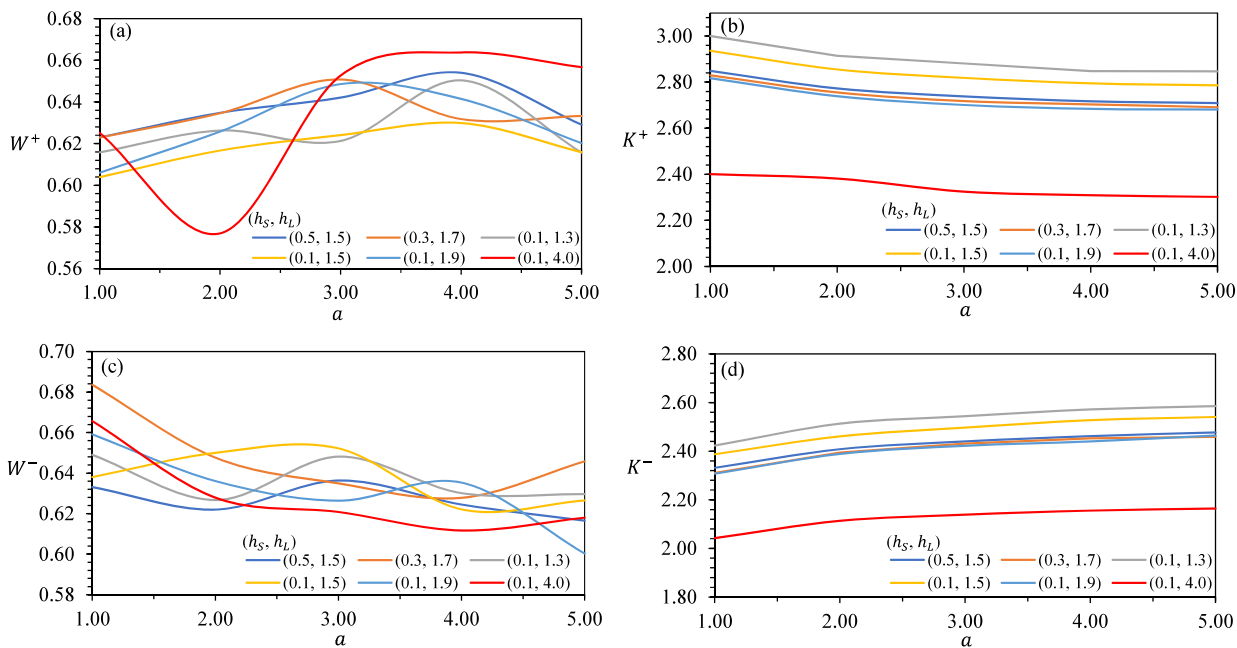 (a)
0.68
0.66
0.64
0.62
0.60
0.58
0.56
W⁺
(h_S, h_L)
(0.5, 1.5) (0.3, 1.7) (0.1, 1.3)
(0.1, 1.5) (0.1, 1.9) (0.1, 4.0)
1.00 2.00 3.00 4.00 5.00
a
(b)
3.00
2.80
2.60
2.40
2.20
2.00
K⁺
(h_S, h_L)
(0.5, 1.5) (0.3, 1.7) (0.1, 1.3)
(0.1, 1.5) (0.1, 1.9) (0.1, 4.0)
1.00 2.00 3.00 4.00 5.00
a
(c)
0.70
0.68
0.66
0.64
0.62
0.60
0.58
W⁻
(h_S, h_L)
(0.5, 1.5) (0.3, 1.7) (0.1, 1.3)
(0.1, 1.5) (0.1, 1.9) (0.1, 4.0)
1.00 2.00 3.00 4.00 5.00
a
(d)
2.80
2.60
2.40
2.20
2.00
1.80
K⁻
(h_S, h_L)
(0.5, 1.5) (0.3, 1.7) (0.1, 1.3)
(0.1, 1.5) (0.1, 1.9) (0.1, 4.0)
1.00 2.00 3.00 4.00 5.00
a